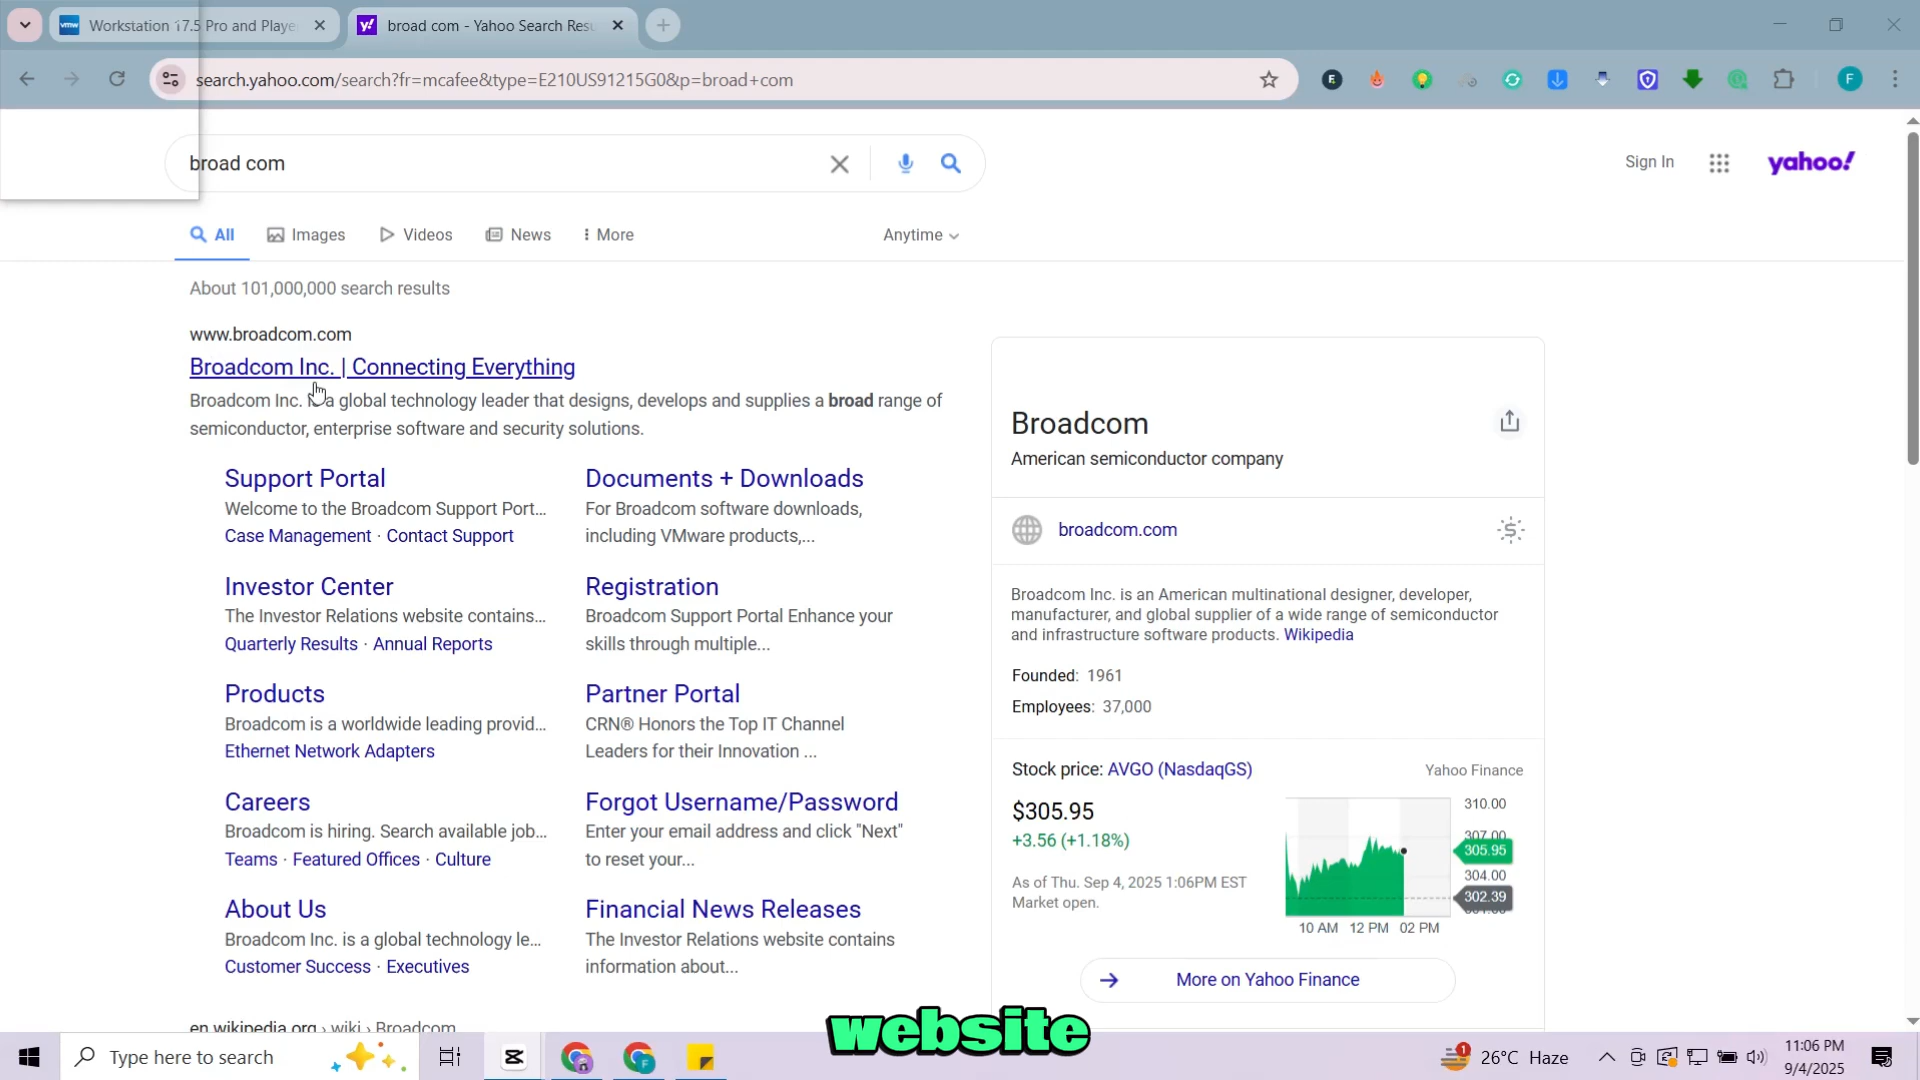 vmw Workstation 17.5 Pro and Playe
y! broad com - Yahoo Search Resu
search.yahoo.com/search?fr=mcafee&type=E210US91215G0&p=broad+com
F
broad com
Sign In
yahoo!
All Images Videos News More Anytime
About 101,000,000 search results
www.broadcom.com
Broadcom Inc. | Connecting Everything
Broadcom Inc. is a global technology leader that designs, develops and supplies a broad range of
semiconductor, enterprise software and security solutions.
Support Portal
Welcome to the Broadcom Support Port...
Case Management · Contact Support
Documents + Downloads
For Broadcom software downloads,
including VMware products,...
Investor Center
The Investor Relations website contains...
Quarterly Results · Annual Reports
Registration
Broadcom Support Portal Enhance your
skills through multiple...
Products
Broadcom is a worldwide leading provid...
Ethernet Network Adapters
Partner Portal
CRN® Honors the Top IT Channel
Leaders for their Innovation ...
Careers
Broadcom is hiring. Search available job...
Teams · Featured Offices · Culture
Forgot Username/Password
Enter your email address and click "Next"
to reset your...
About Us
Broadcom Inc. is a global technology le...
Customer Success · Executives
Financial News Releases
The Investor Relations website contains
information about...
en.wikipedia.org › wiki › Broadcom
Broadcom
American semiconductor company
broadcom.com
Broadcom Inc. is an American multinational designer, developer,
manufacturer, and global supplier of a wide range of semiconductor
and infrastructure software products. Wikipedia
Founded: 1961
Employees: 37,000
Stock price: AVGO (NasdaqGS)
Yahoo Finance
$305.95
+3.56 (+1.18%)
As of Thu. Sep 4, 2025 1:06PM EST
Market open.
310.00
307.00
305.95
304.00
302.39
10 AM 12 PM 02 PM
More on Yahoo Finance
website
Type here to search
F
1
26°C Haze
11:06 PM
9/4/2025